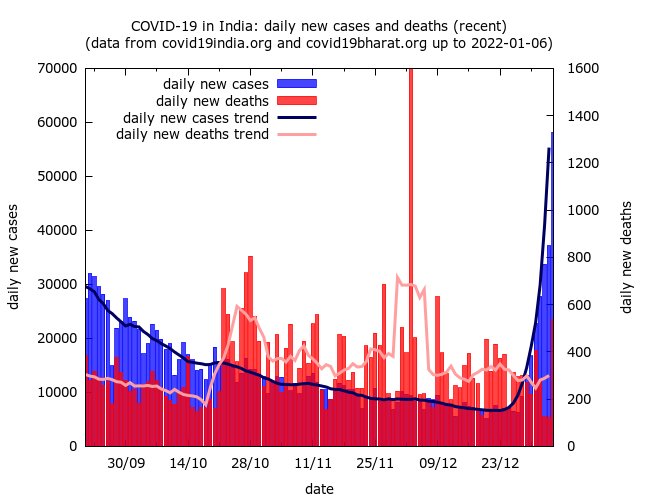 COVID-19 in India: daily new cases and deaths (recent)
(data from covid19india.org and covid19bharat.org up to 2022-01-06)
daily new cases
daily new deaths
daily new cases trend
daily new deaths trend
70000
60000
50000
40000
30000
20000
10000
0
daily new cases
1600
1400
1200
1000
800
600
400
200
0
daily new deaths
30/09 14/10 28/10 11/11 25/11 09/12 23/12
date